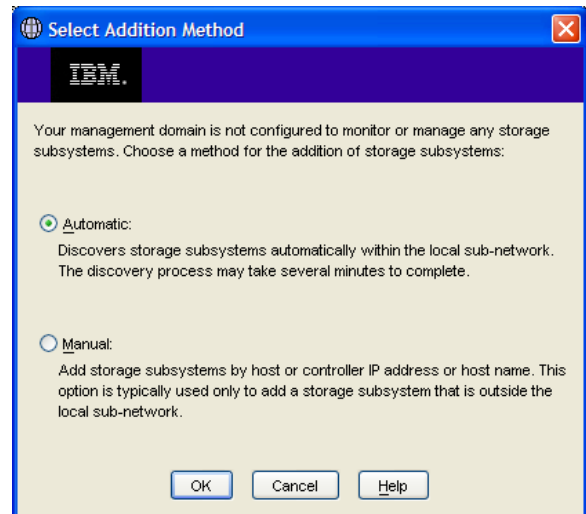 Select Addition Method
IBM.
Your management domain is not configured to monitor or manage any storage
subsystems. Choose a method for the addition of storage subsystems:
Automatic:
Discovers storage subsystems automatically within the local sub-network.
The discovery process may take several minutes to complete.
Manual:
Add storage subsystems by host or controller IP address or host name. This
option is typically used only to add a storage subsystem that is outside the
local sub-network.
OK Cancel Help